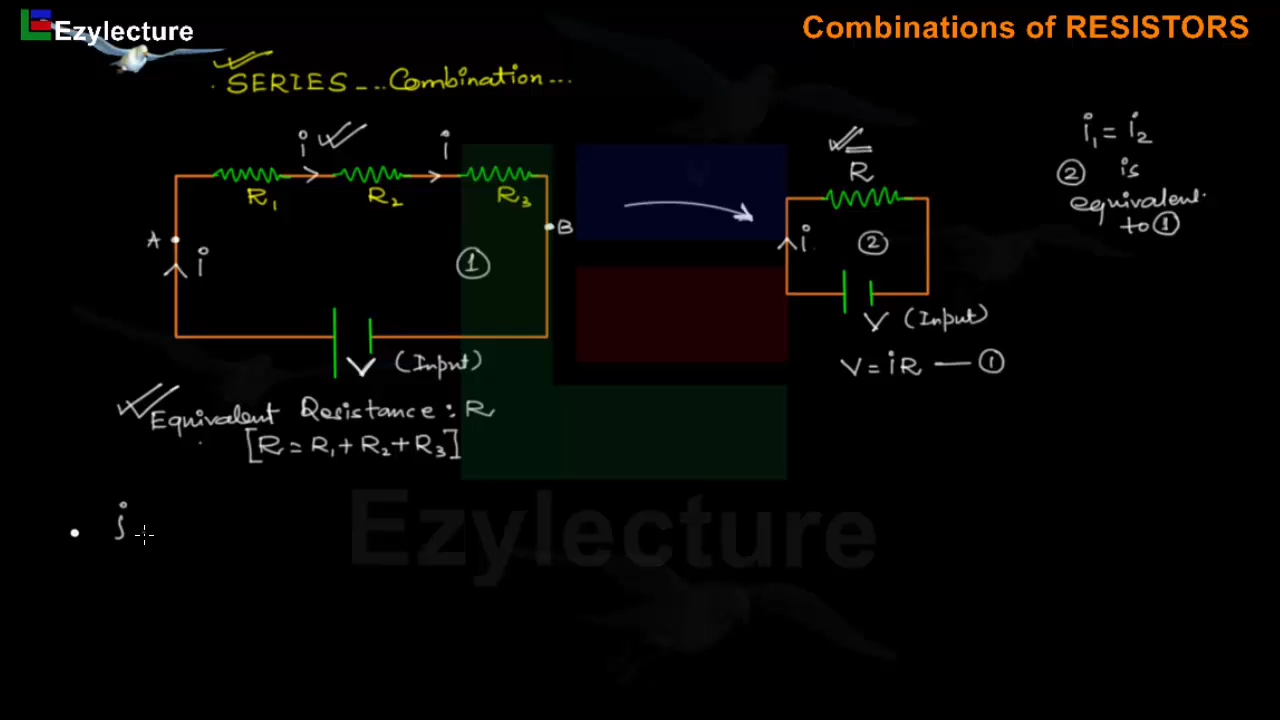 Ezylecture
Combinations of RESISTORS
SERIES ... Combination...
i
i
R1
R2
R3
A
B
i
1
V (Input)
R
i
2
V (Input)
V = iR — 1
i1 = i2
2 is
equivalent
to 1
Equivalent Resistance : R
[R = R1 + R2 + R3]
• i
Ezylecture